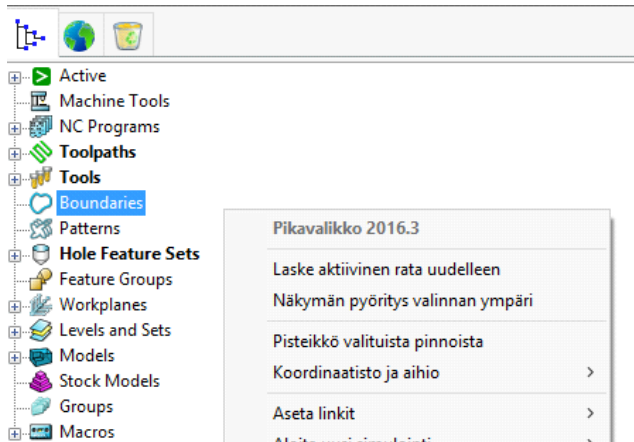 Active
Machine Tools
NC Programs
Toolpaths
Tools
Boundaries
Patterns
Hole Feature Sets
Feature Groups
Workplanes
Levels and Sets
Models
Stock Models
Groups
Macros
Pikavalikko 2016.3
Laske aktiivinen rata uudelleen
Näkymän pyöritys valinnan ympäri
Pisteikkö valituista pinnoista
Koordinaatisto ja aihio
Aseta linkit